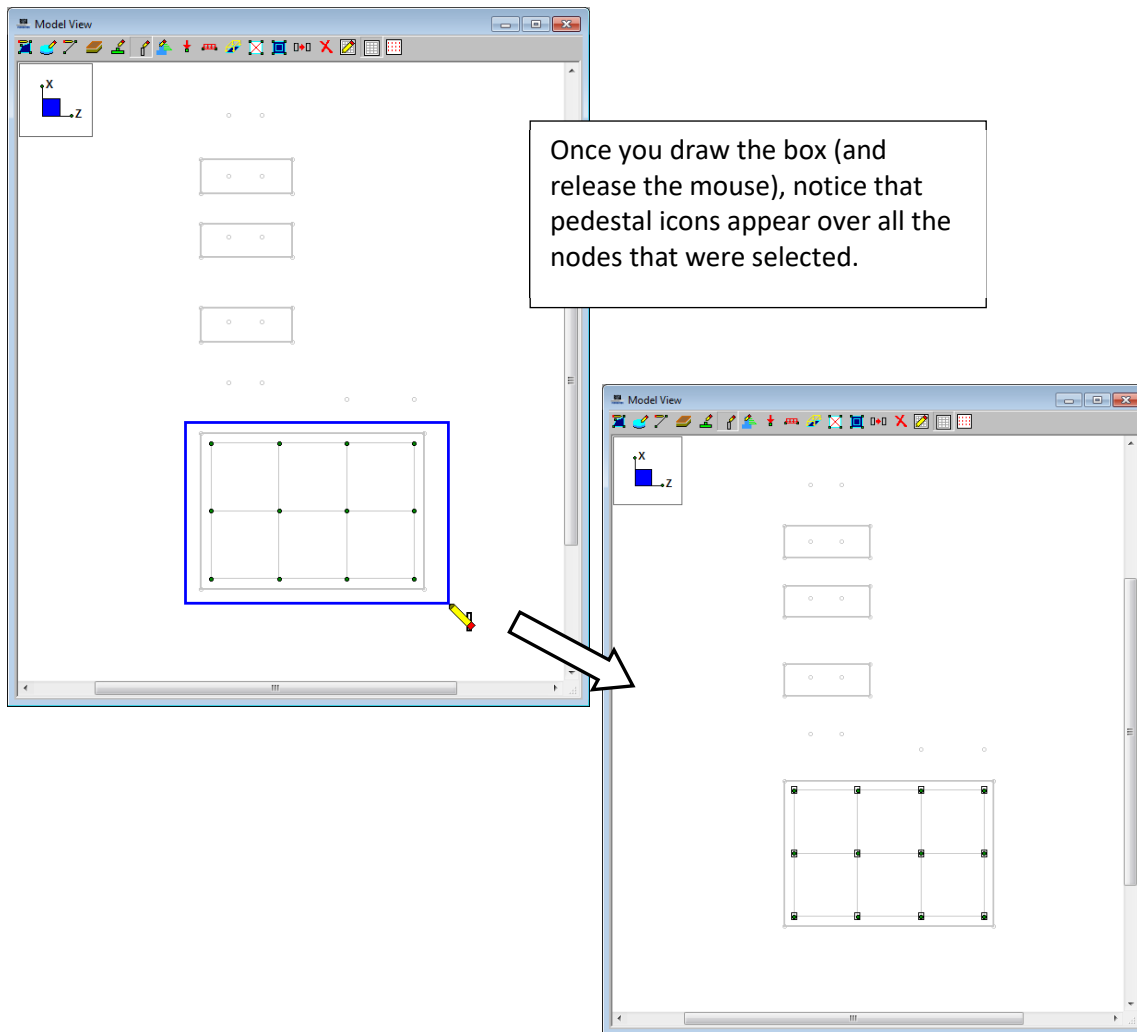 Model View
X
Z
Once you draw the box (and
release the mouse), notice that
pedestal icons appear over all the
nodes that were selected.
Model View
X
Z